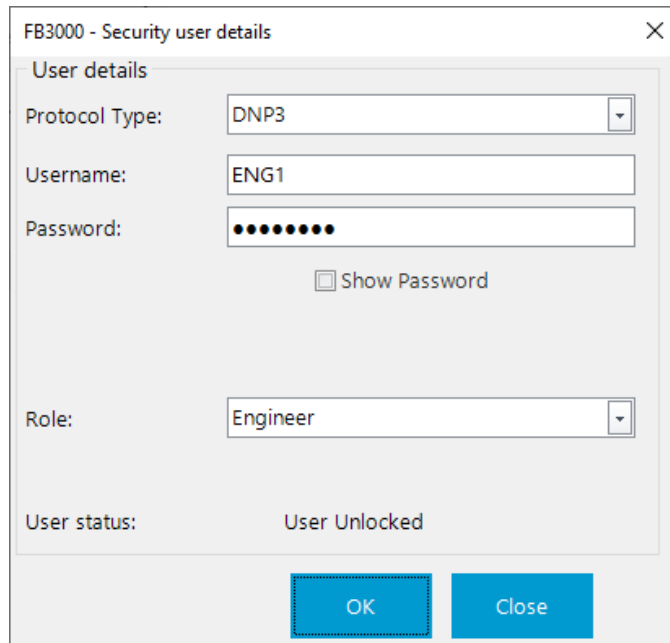 FB3000 - Security user details
User details
Protocol Type: DNP3
Username: ENG1
Password: ●●●●●●●●
Show Password
Role: Engineer
User status: User Unlocked
OK Close